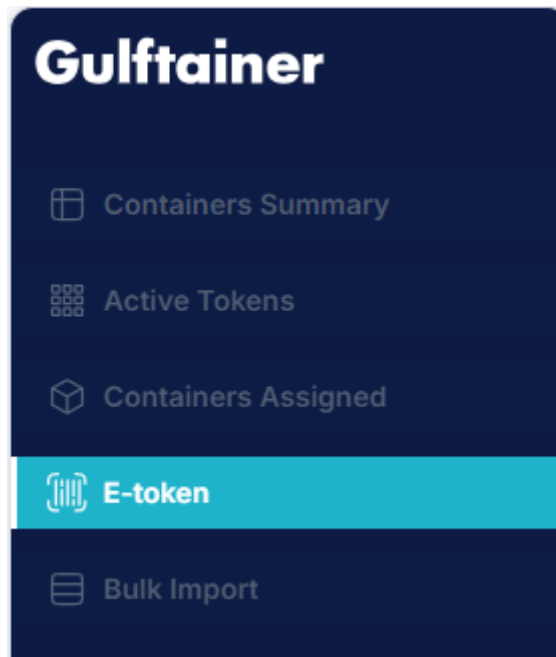 Gulftainer
Containers Summary
Active Tokens
Containers Assigned
E-token
Bulk Import